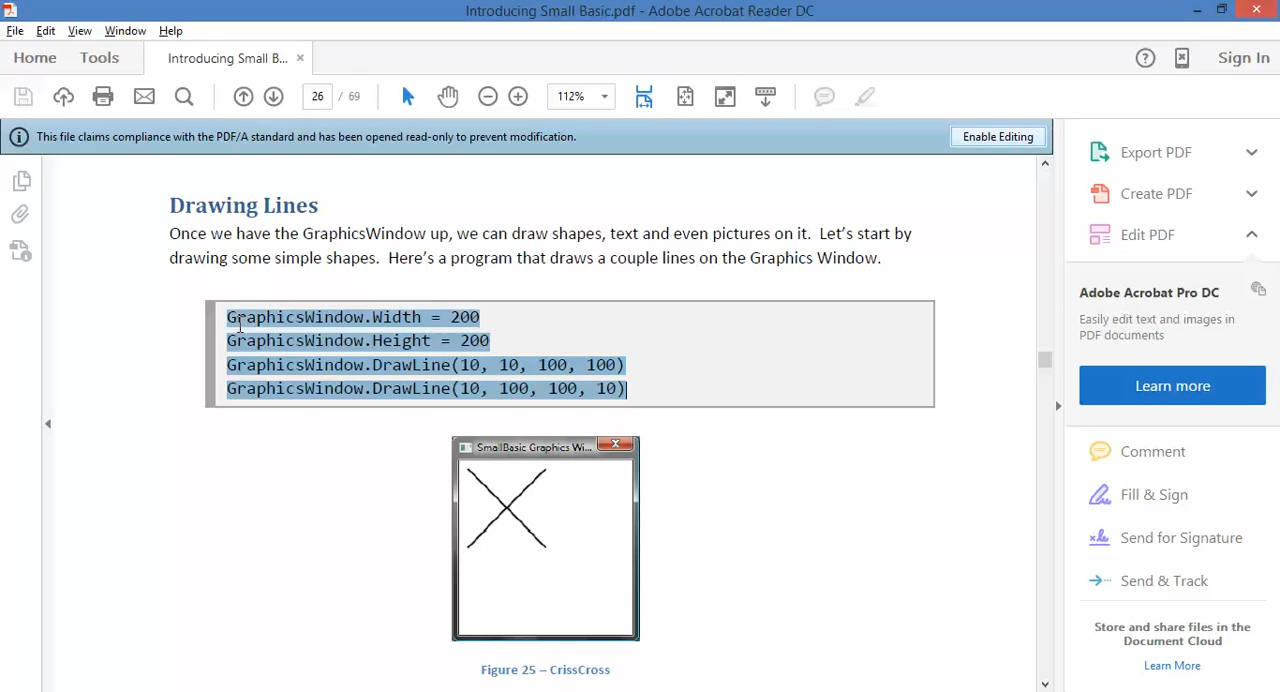 Introducing Small Basic.pdf - Adobe Acrobat Reader DC
File Edit View Window Help
Home Tools Introducing Small B... × Sign In
26 / 69 112%
This file claims compliance with the PDF/A standard and has been opened read-only to prevent modification. Enable Editing
Drawing Lines
Once we have the GraphicsWindow up, we can draw shapes, text and even pictures on it. Let’s start by
drawing some simple shapes. Here’s a program that draws a couple lines on the Graphics Window.
GraphicsWindow.Width = 200
GraphicsWindow.Height = 200
GraphicsWindow.DrawLine(10, 10, 100, 100)
GraphicsWindow.DrawLine(10, 100, 100, 10)
SmallBasic Graphics Wi...
Figure 25 – CrissCross
Export PDF
Create PDF
Edit PDF
Adobe Acrobat Pro DC
Easily edit text and images in
PDF documents
Learn more
Comment
Fill & Sign
Send for Signature
Send & Track
Store and share files in the
Document Cloud
Learn More